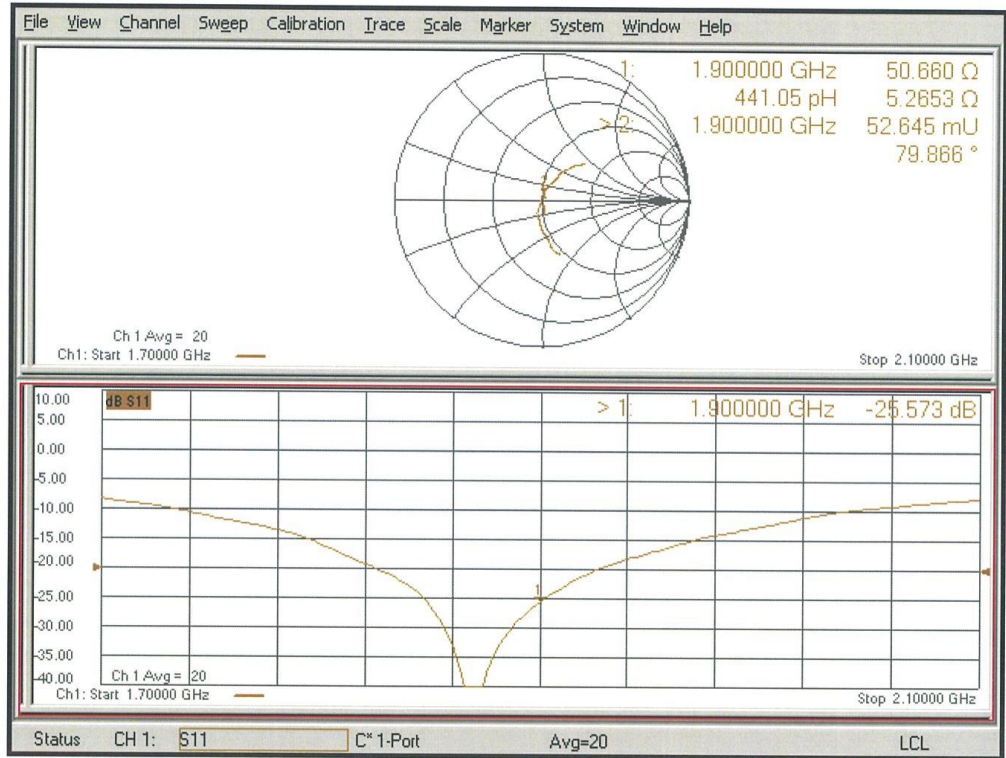 File View Channel Sweep Calibration Trace Scale Marker System Window Help
1: 1.900000 GHz 50.660 Ω
441.05 pH 5.2653 Ω
> 2: 1.900000 GHz 52.645 mU
79.866 °
1
Ch 1 Avg = 20
Ch1: Start 1.70000 GHz
Stop 2.10000 GHz
10.00
dB S11
> 1: 1.900000 GHz -25.573 dB
5.00
0.00
-5.00
-10.00
-15.00
-20.00
-25.00
1
-30.00
-35.00
-40.00
Ch 1 Avg = 20
Ch1: Start 1.70000 GHz
Stop 2.10000 GHz
Status CH 1: S11 C* 1-Port Avg=20 LCL